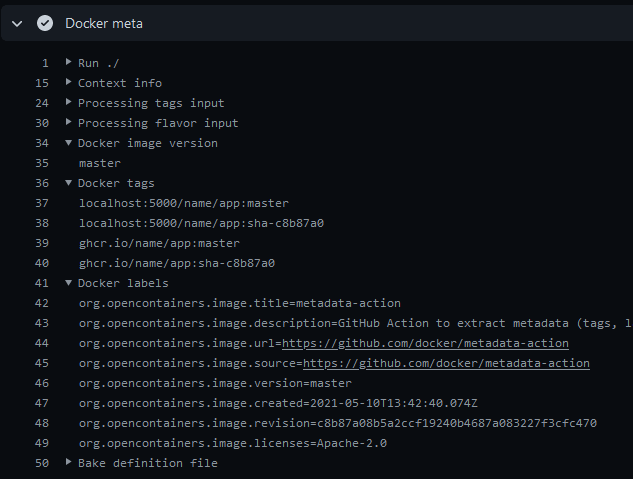 Docker meta
1 Run ./
15 Context info
24 Processing tags input
30 Processing flavor input
34 Docker image version
35 master
36 Docker tags
37 localhost:5000/name/app:master
38 localhost:5000/name/app:sha-c8b87a0
39 ghcr.io/name/app:master
40 ghcr.io/name/app:sha-c8b87a0
41 Docker labels
42 org.opencontainers.image.title=metadata-action
43 org.opencontainers.image.description=GitHub Action to extract metadata (tags, l
44 org.opencontainers.image.url=https://github.com/docker/metadata-action
45 org.opencontainers.image.source=https://github.com/docker/metadata-action
46 org.opencontainers.image.version=master
47 org.opencontainers.image.created=2021-05-10T13:42:40.074Z
48 org.opencontainers.image.revision=c8b87a08b5a2ccf19240b4687a083227f3cfc470
49 org.opencontainers.image.licenses=Apache-2.0
50 Bake definition file